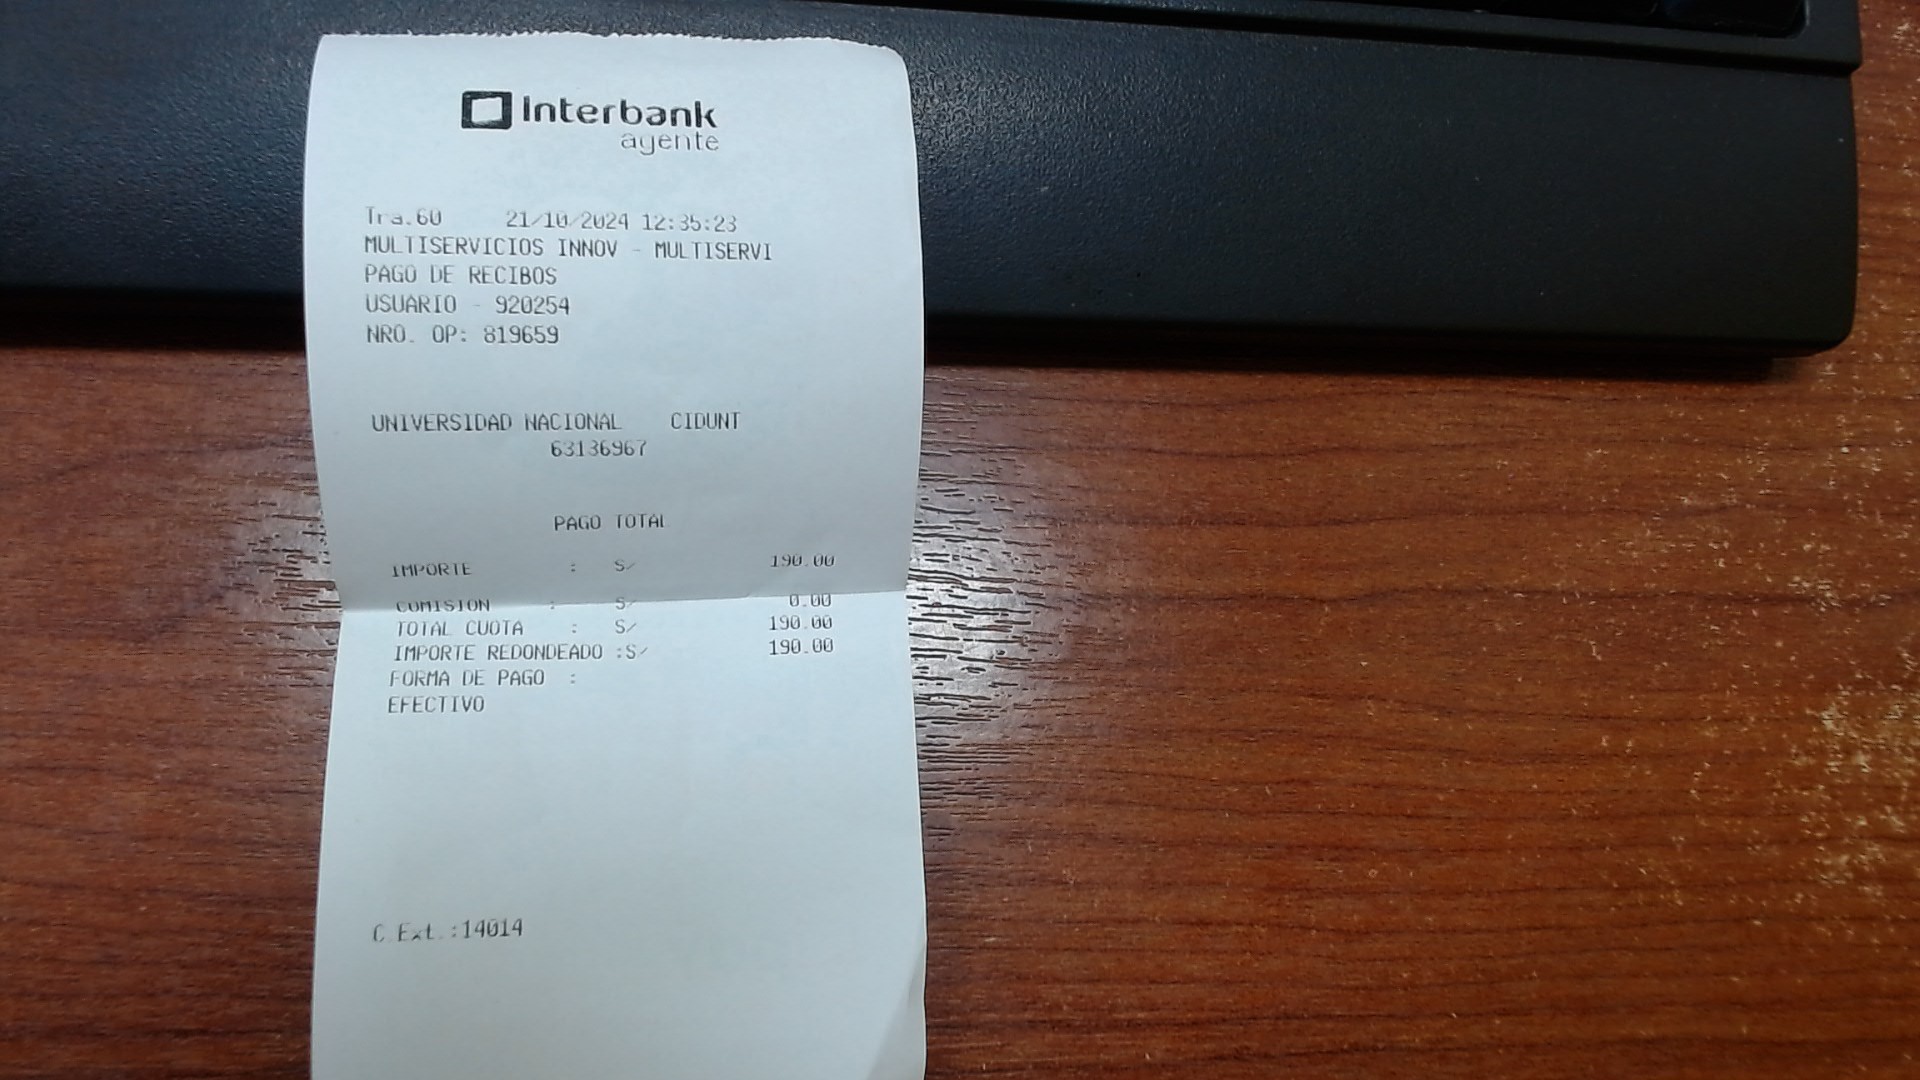 Interbank
agente
Tra.60 21/10/2024 12:35:23
MULTISERVICIOS INNOV - MULTISERVI
PAGO DE RECIBOS
USUARIO - 920254
NRO. OP: 819659
UNIVERSIDAD NACIONAL CIDUNT
63136967
PAGO TOTAL
IMPORTE : S/ 190.00
COMISION : S/ 0.00
TOTAL CUOTA : S/ 190.00
IMPORTE REDONDEADO :S/ 190.00
FORMA DE PAGO :
EFECTIVO
C.Ext.:14014